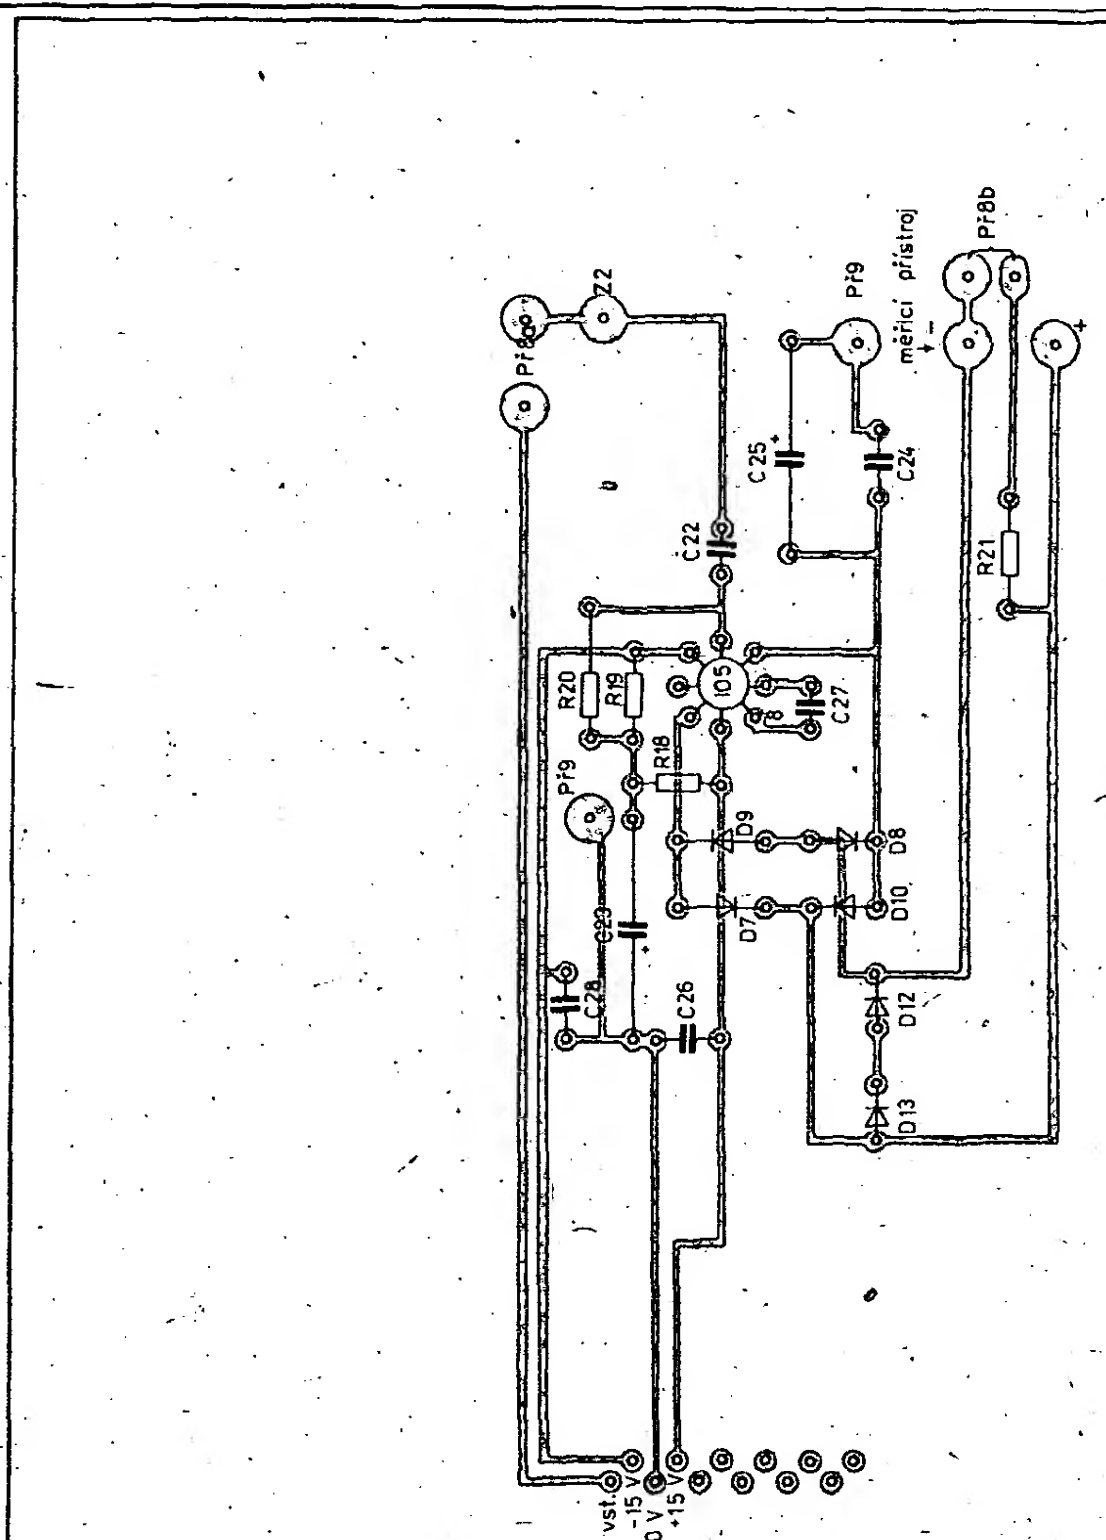 Př8a
Z2
Př9
měřicí přístroj
-
Př8b
+
C25
+
C24
C22
R21
R20
R19
IO5
8
C27
R18
Př9
D9
D8
D7
D10
C23
+
C28
C26
D12
D13
vst.
-15 V
0 V
+15 V